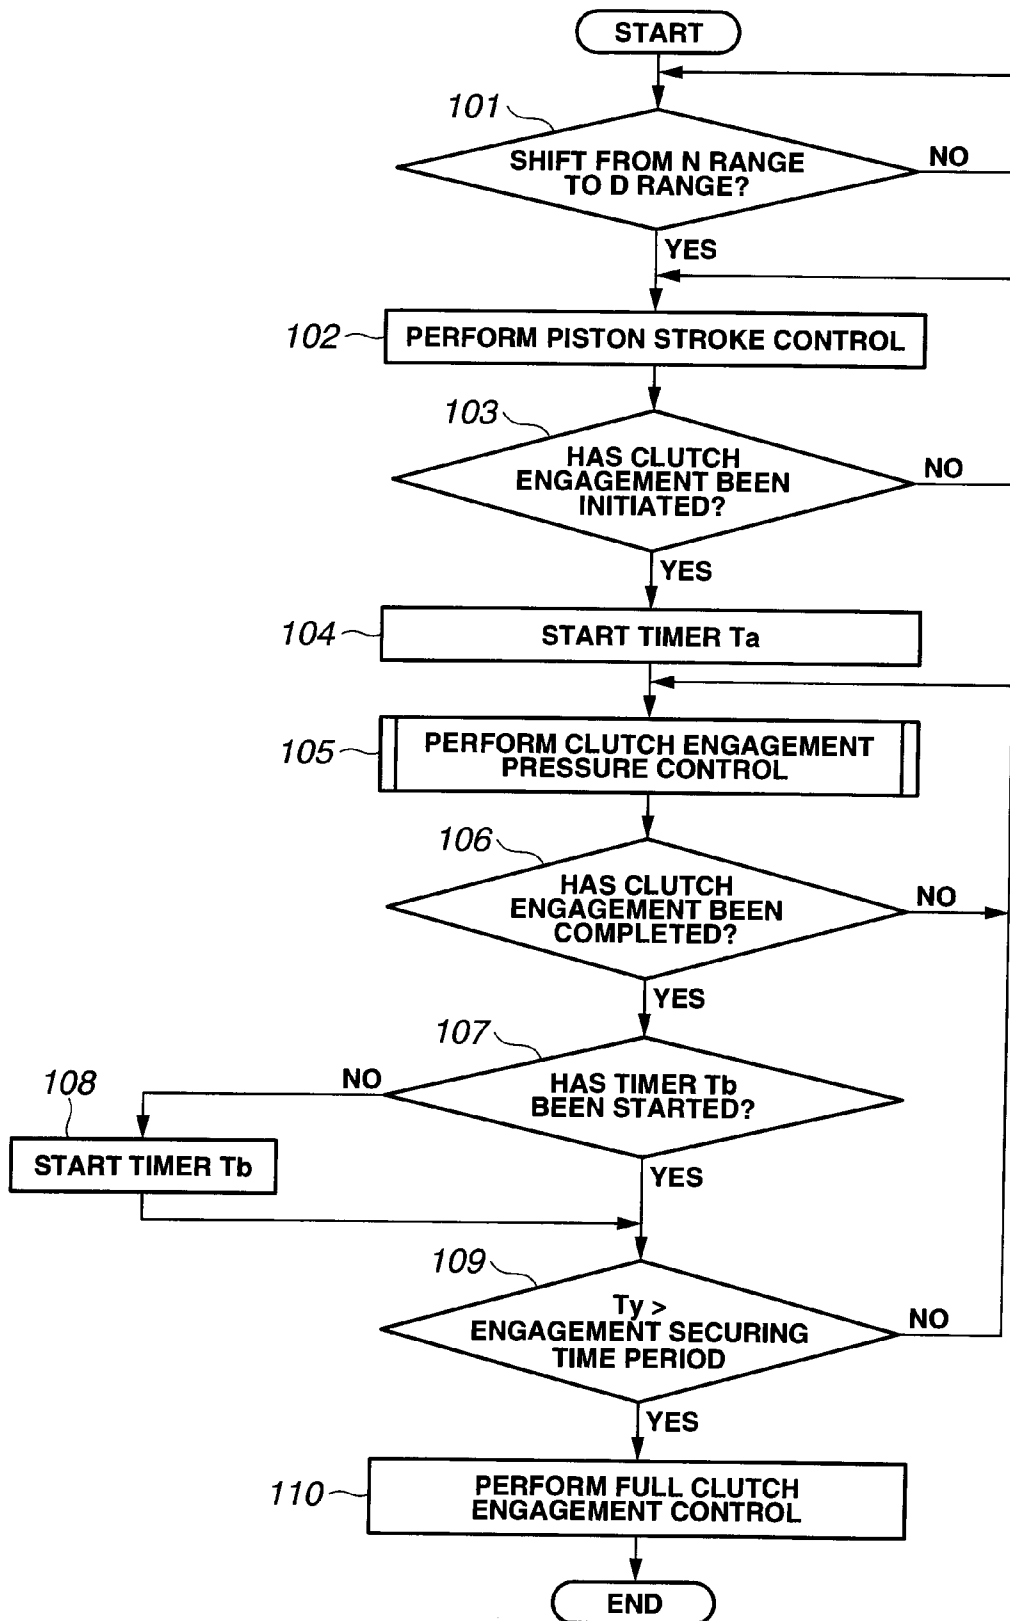 START
101
SHIFT FROM N RANGE
TO D RANGE?
NO
YES
102
PERFORM PISTON STROKE CONTROL
103
HAS CLUTCH
ENGAGEMENT BEEN
INITIATED?
NO
YES
104
START TIMER Ta
105
PERFORM CLUTCH ENGAGEMENT
PRESSURE CONTROL
106
HAS CLUTCH
ENGAGEMENT BEEN
COMPLETED?
NO
YES
107
HAS TIMER Tb
BEEN STARTED?
NO
108
START TIMER Tb
YES
109
Ty >
ENGAGEMENT SECURING
TIME PERIOD
NO
YES
110
PERFORM FULL CLUTCH
ENGAGEMENT CONTROL
END